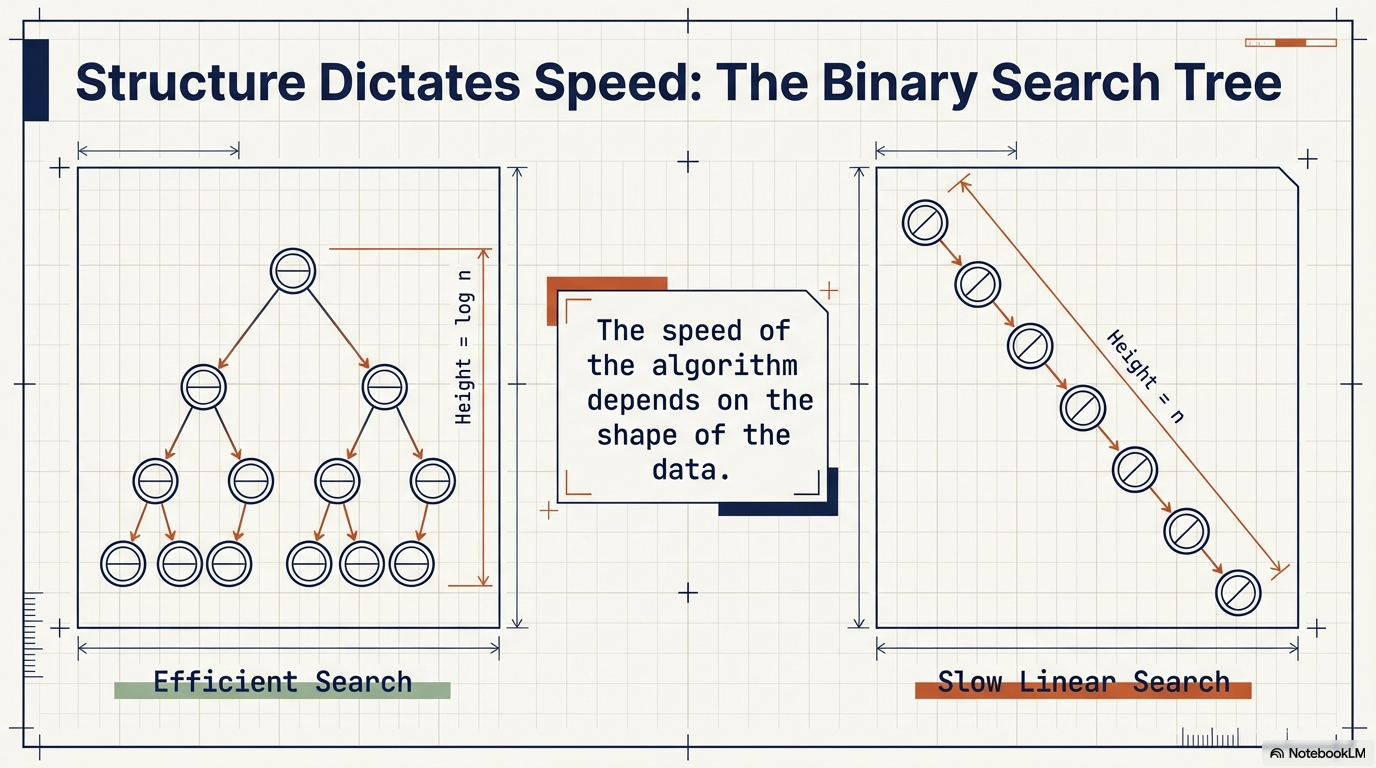 Structure Dictates Speed: The Binary Search Tree
Height = log n
The speed of
the algorithm
depends on the
shape of the
data.
Height = n
Efficient Search
Slow Linear Search
NotebookLM